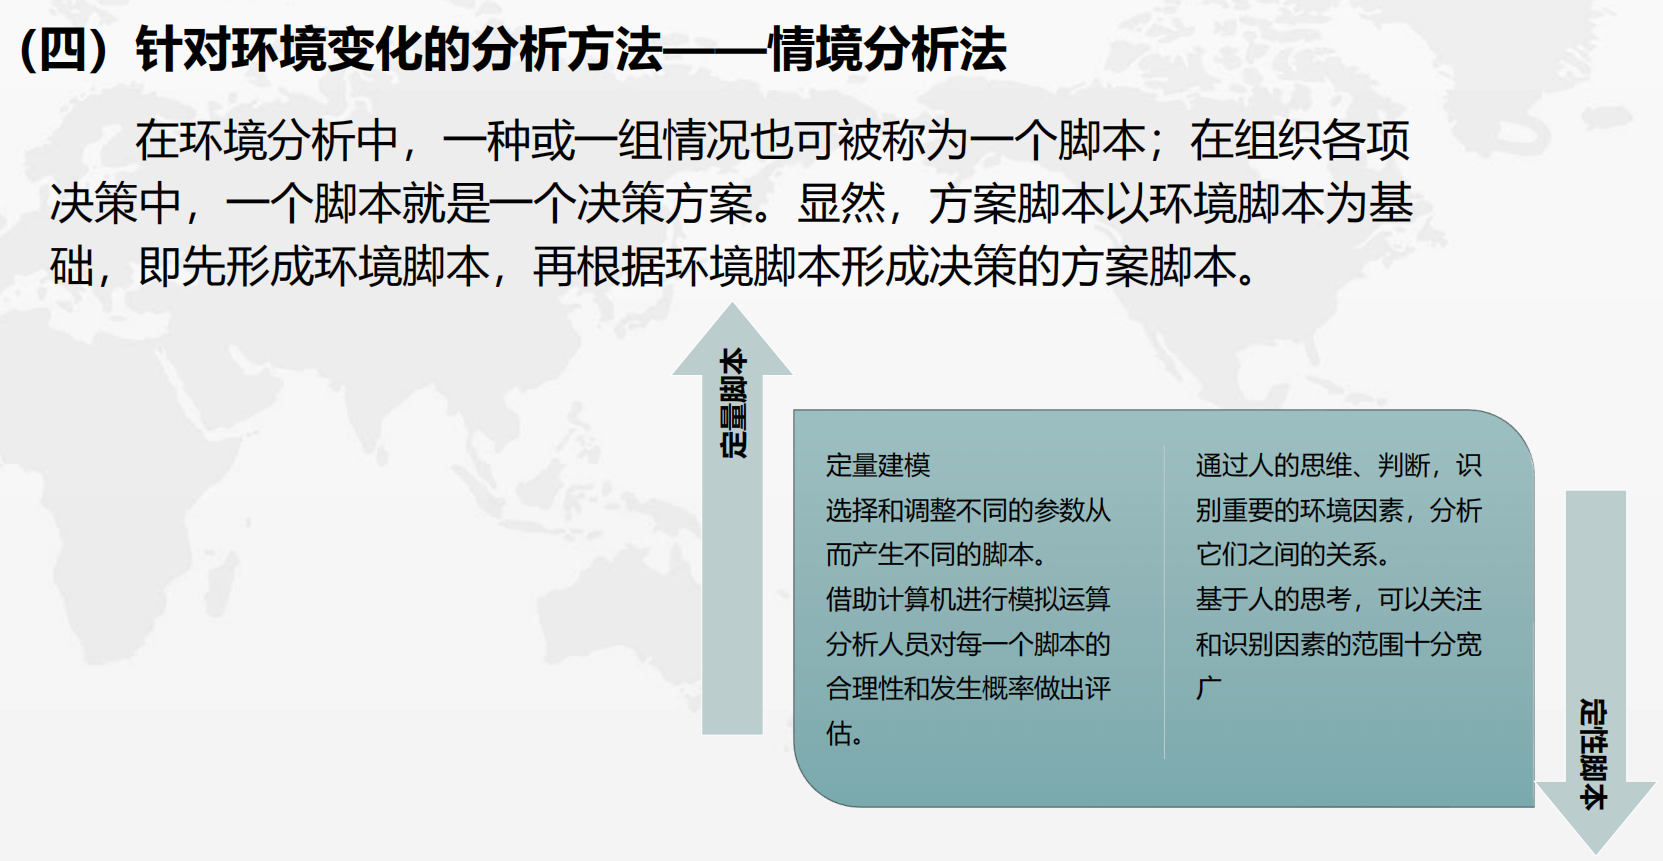 （四）针对环境变化的分析方法——情境分析法
在环境分析中，一种或一组情况也可被称为一个脚本；在组织各项
决策中，一个脚本就是一个决策方案。显然，方案脚本以环境脚本为基
础，即先形成环境脚本，再根据环境脚本形成决策的方案脚本。
定量脚本
定量建模
选择和调整不同的参数从
而产生不同的脚本。
借助计算机进行模拟运算
分析人员对每一个脚本的
合理性和发生概率做出评
估。
通过人的思维、判断，识
别重要的环境因素，分析
它们之间的关系。
基于人的思考，可以关注
和识别因素的范围十分宽
广
定性脚本